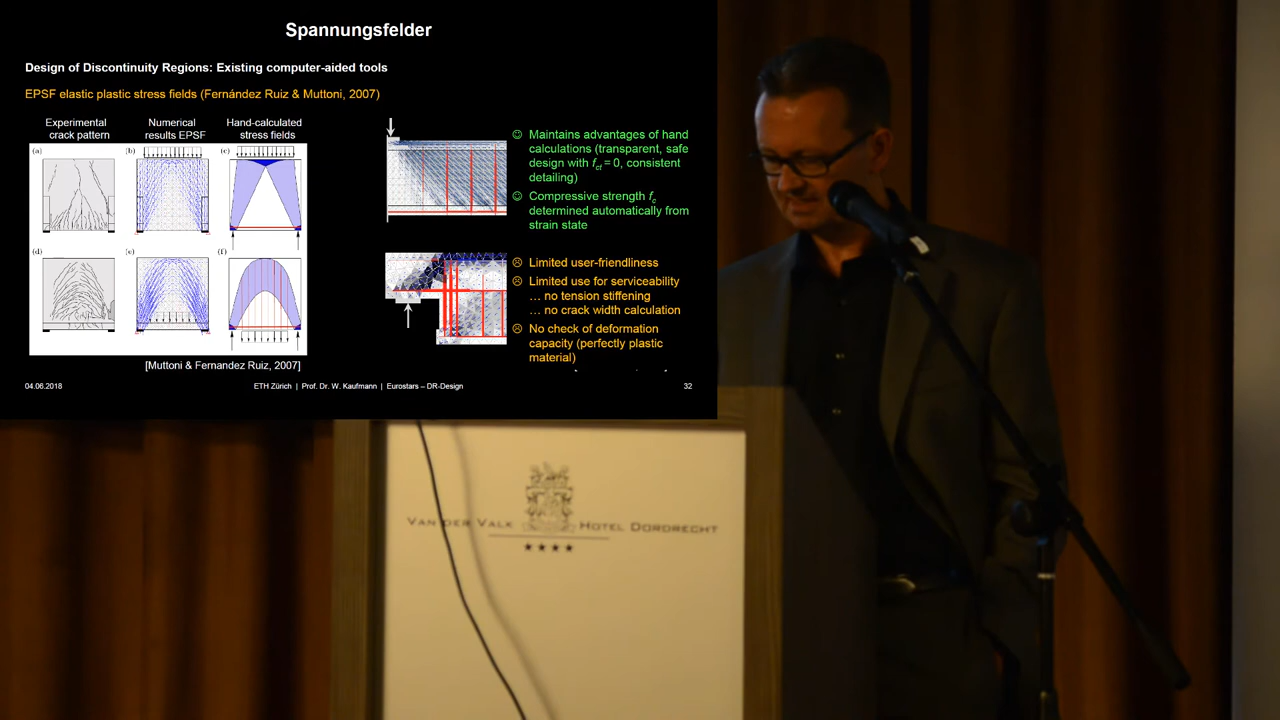 Spannungsfelder
Design of Discontinuity Regions: Existing computer-aided tools
EPSF elastic plastic stress fields (Fernández Ruiz & Muttoni, 2007)
Experimental
crack pattern
Numerical
results EPSF
Hand-calculated
stress fields
(a)
(b)
(c)
(d)
(e)
(f)
[Muttoni & Fernandez Ruiz, 2007]
☺ Maintains advantages of hand
calculations (transparent, safe
design with fct = 0, consistent
detailing)
☺ Compressive strength fc
determined automatically from
strain state
☹ Limited user-friendliness
☹ Limited use for serviceability
… no tension stiffening
… no crack width calculation
☹ No check of deformation
capacity (perfectly plastic
material)
04.06.2018
ETH Zürich | Prof. Dr. W. Kaufmann | Eurostars – DR-Design
32
VAN DER VALK HOTEL DORDRECHT